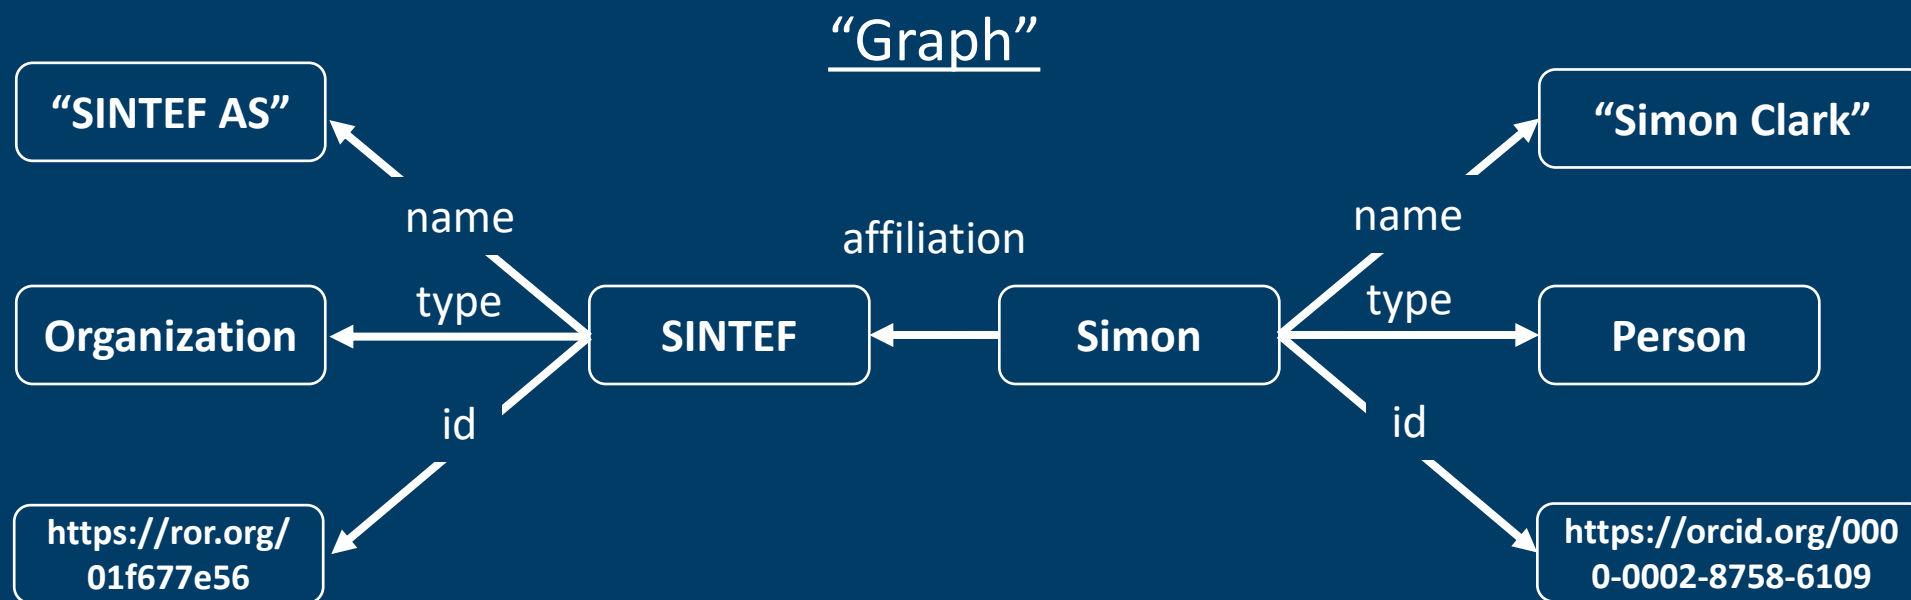 “Graph”
“SINTEF AS”
“Simon Clark”
name
affiliation
name
type
type
Organization
SINTEF
Simon
Person
id
id
https://ror.org/
01f677e56
https://orcid.org/000
0-0002-8758-6109